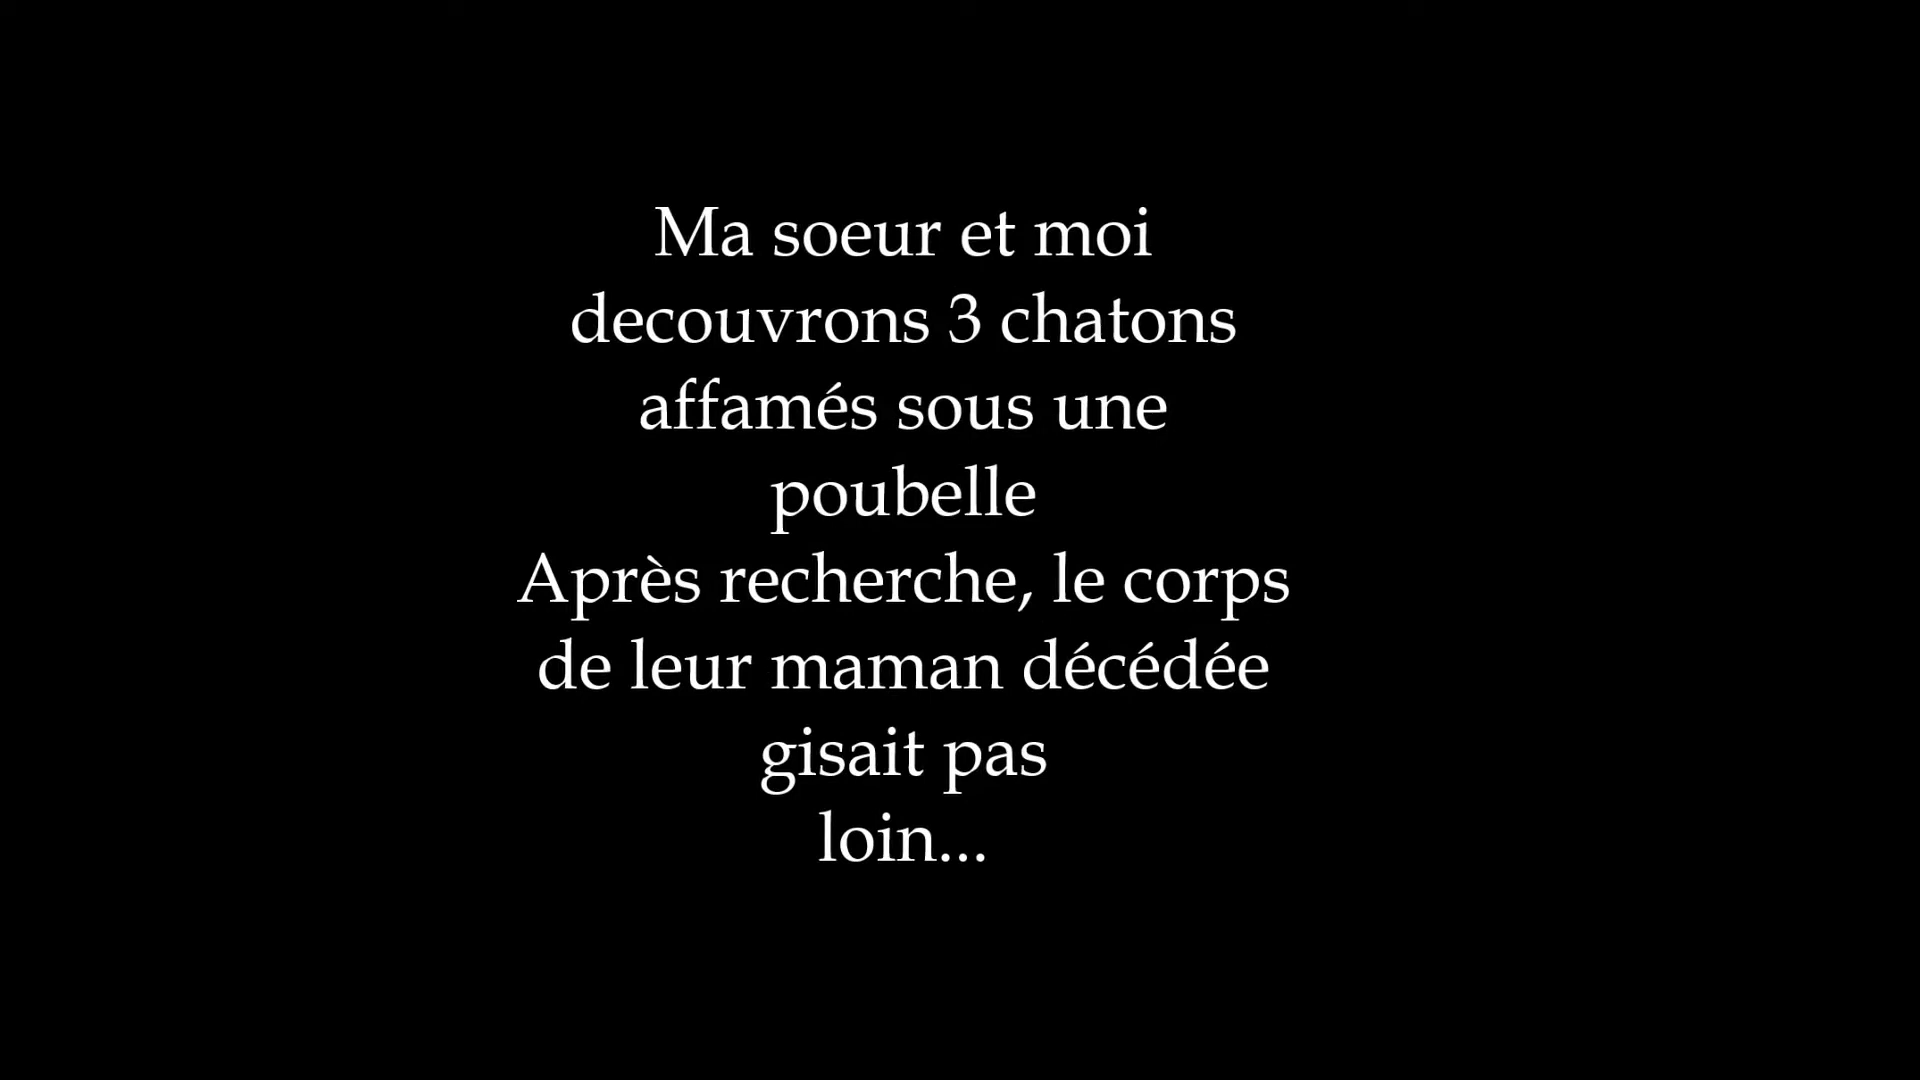 Ma soeur et moi
decouvrons 3 chatons
affamés sous une
poubelle
Après recherche, le corps
de leur maman décédée
gisait pas
loin...